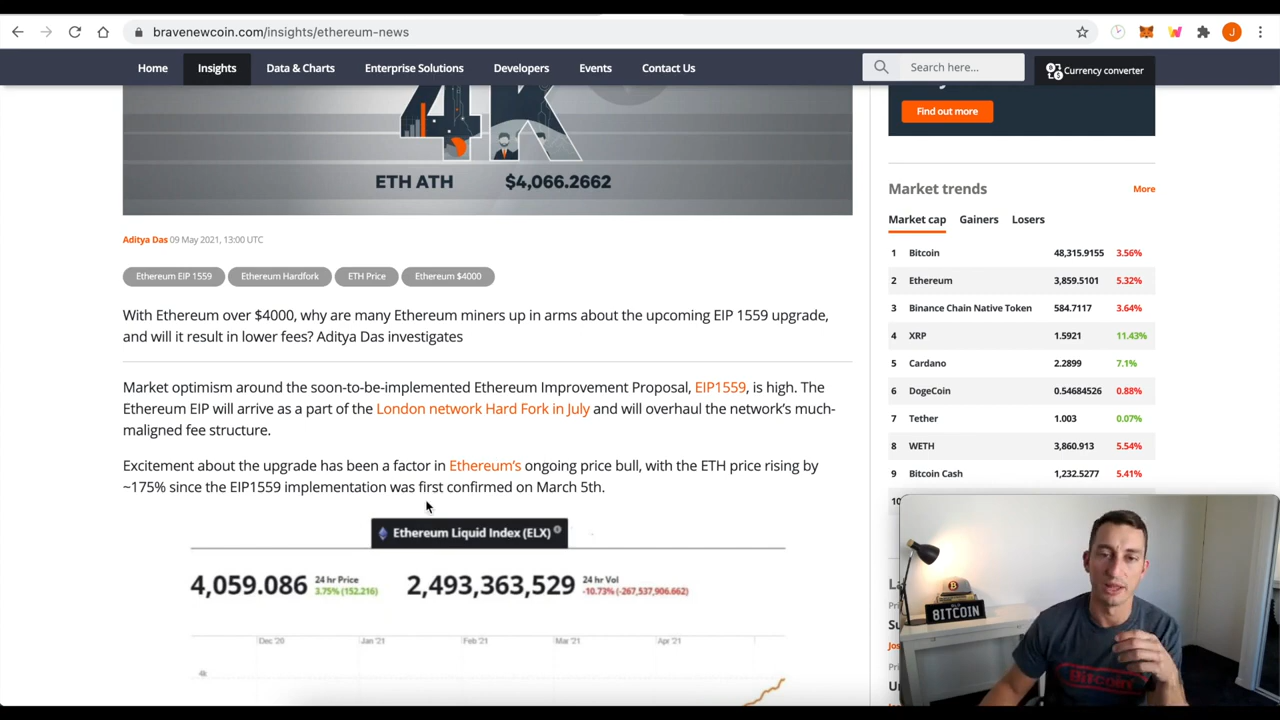 bravenewcoin.com/insights/ethereum-news
J
Home Insights Data & Charts Enterprise Solutions Developers Events Contact Us
Search here...
Currency converter
4K
ETH ATH $4,066.2662
Find out more
Aditya Das 09 May 2021, 13:00 UTC
Ethereum EIP 1559 Ethereum Hardfork ETH Price Ethereum $4000
With Ethereum over $4000, why are many Ethereum miners up in arms about the upcoming EIP 1559 upgrade,
and will it result in lower fees? Aditya Das investigates
Market optimism around the soon-to-be-implemented Ethereum Improvement Proposal, EIP1559, is high. The
Ethereum EIP will arrive as a part of the London network Hard Fork in July and will overhaul the network's much-
maligned fee structure.
Excitement about the upgrade has been a factor in Ethereum's ongoing price bull, with the ETH price rising by
~175% since the EIP1559 implementation was first confirmed on March 5th.
Ethereum Liquid Index (ELX)
4,059.086 24 hr Price 3.75% (152.216)
2,493,363,529 24 hr Vol -10.73% (-267,537,906.662)
Dec '20 Jan '21 Feb '21 Mar '21 Apr '21
4k
Market trends More
Market cap Gainers Losers
1 Bitcoin 48,315.9155 3.56%
2 Ethereum 3,859.5101 5.32%
3 Binance Chain Native Token 584.7117 3.64%
4 XRP 1.5921 11.43%
5 Cardano 2.2899 7.1%
6 DogeCoin 0.54684526 0.88%
7 Tether 1.003 0.07%
8 WETH 3,860.913 5.54%
9 Bitcoin Cash 1,232.5277 5.41%
10
BITCOIN